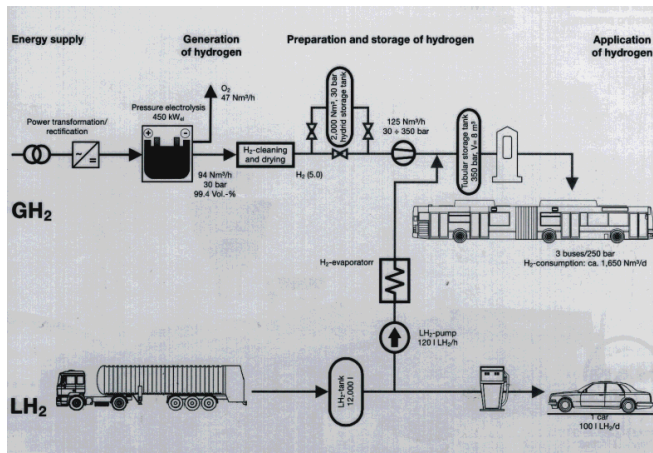 Energy supply
Generation
of hydrogen
Preparation and storage of hydrogen
Application
of hydrogen
O₂
47 Nm³/h
Pressure electrolysis
450 kWel
Power transformation/
rectification
2,000 Nm³, 30 bar
hydrid storage tank
125 Nm³/h
30 ÷ 350 bar
Tubular storage tank
350 bar, V= 8 m³
H₂-cleaning
and drying
94 Nm³/h
30 bar
99.4 Vol.-%
H₂ (5.0)
GH₂
3 buses/250 bar
H₂-consumption: ca. 1,650 Nm³/d
H₂-evaporatorr
LH₂-pump
120 l LH₂/h
LH₂-tank
12,000 l
LH₂
1 car
100 l LH₂/d